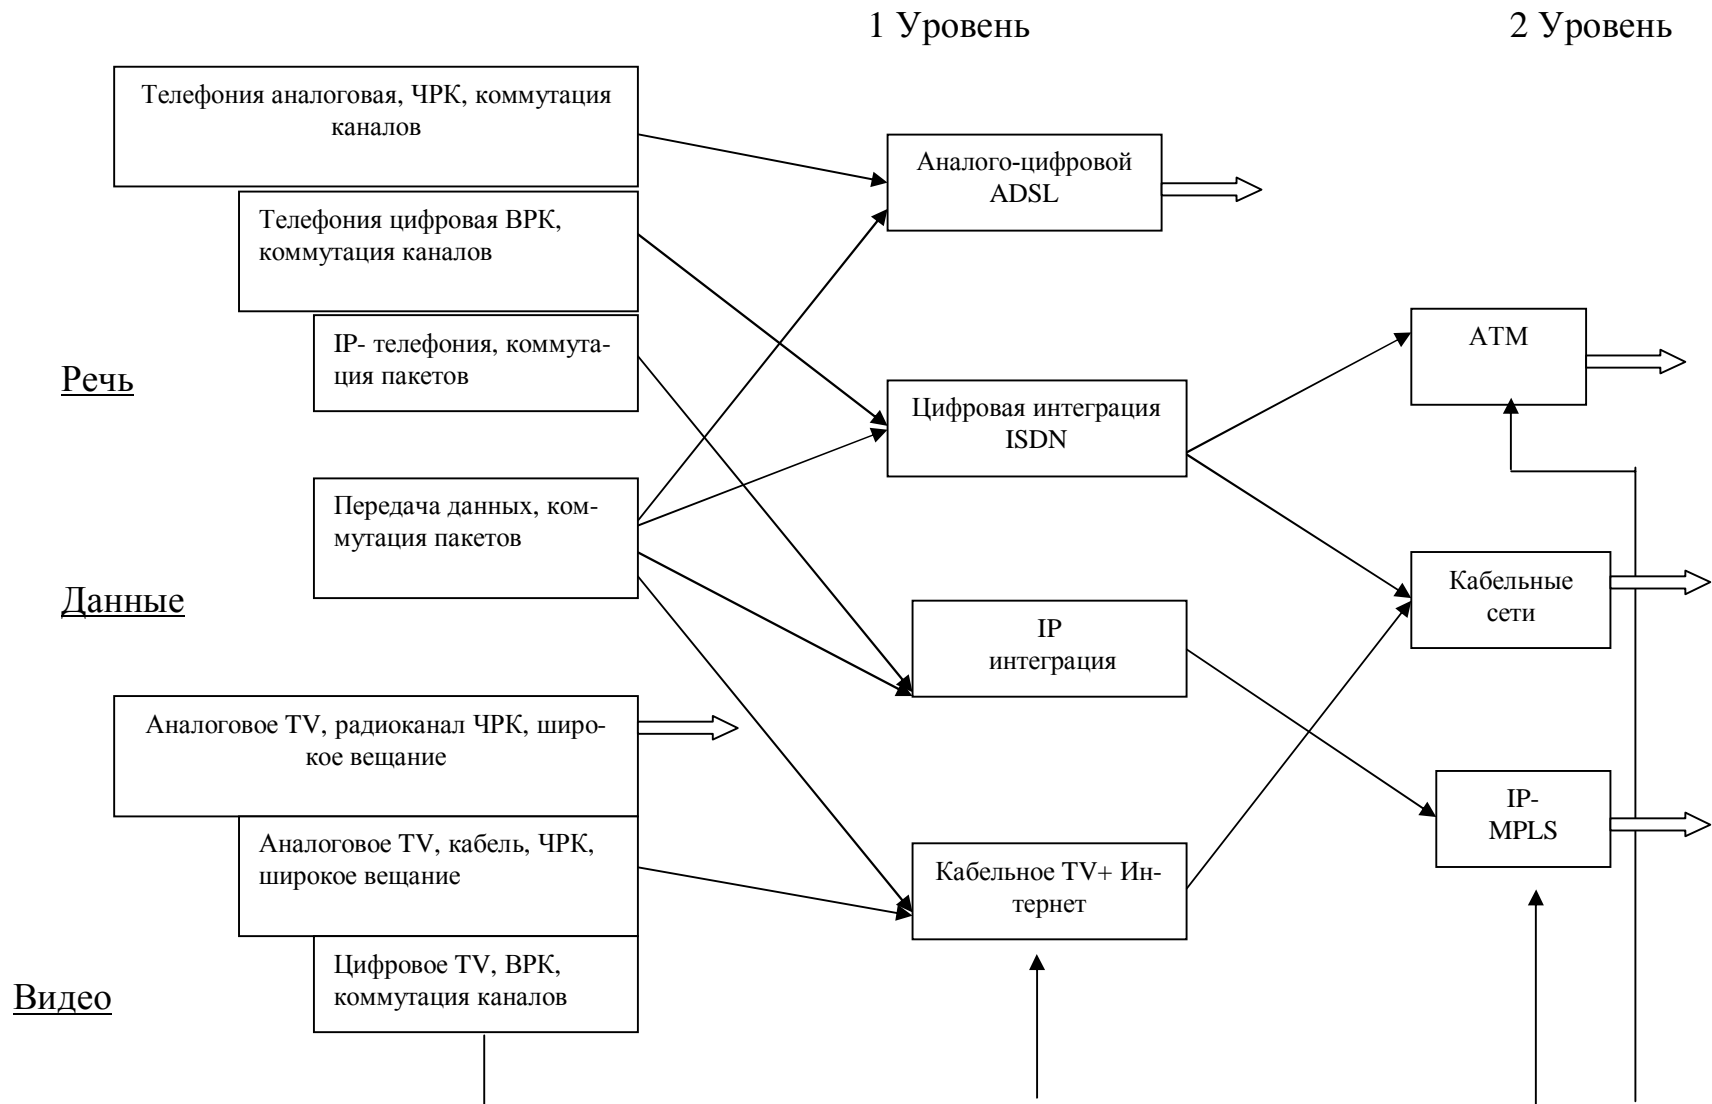 1 Уровень
2 Уровень
Телефония аналоговая, ЧРК, коммутация
каналов
Телефония цифровая ВРК,
коммутация каналов
IP- телефония, коммута-
ция пакетов
Речь
Передача данных, ком-
мутация пакетов
Данные
Аналоговое TV, радиоканал ЧРК, широ-
кое вещание
Аналоговое TV, кабель, ЧРК,
широкое вещание
Цифровое TV, ВРК,
коммутация каналов
Видео
Аналого-цифровой
ADSL
Цифровая интеграция
ISDN
IP
интеграция
Кабельное TV+ Ин-
тернет
ATM
Кабельные
сети
IP-
MPLS